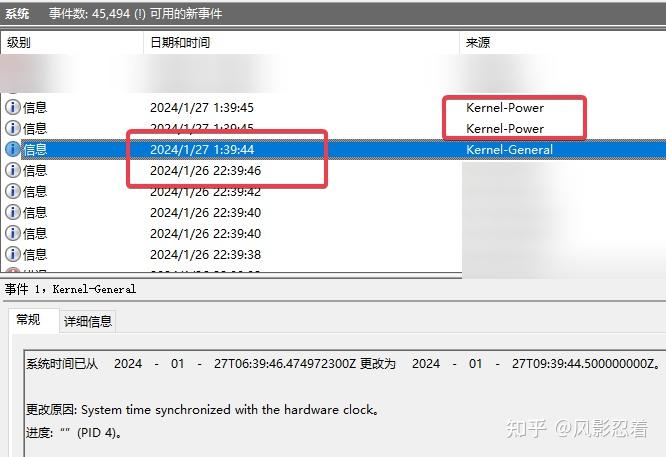 系统 事件数: 45,494 (!) 可用的新事件
级别 日期和时间 来源
信息 2024/1/27 1:39:45 Kernel-Power
信息 2024/1/27 1:39:45 Kernel-Power
信息 2024/1/27 1:39:44 Kernel-General
信息 2024/1/26 22:39:46
信息 2024/1/26 22:39:42
信息 2024/1/26 22:39:40
信息 2024/1/26 22:39:40
信息 2024/1/26 22:39:38
事件 1，Kernel-General
常规 详细信息
系统时间已从 2024 - 01 - 27T06:39:46.474972300Z 更改为 2024 - 01 - 27T09:39:44.500000000Z。
更改原因: System time synchronized with the hardware clock。
进度: “” (PID 4)。
知乎 @风影忍着